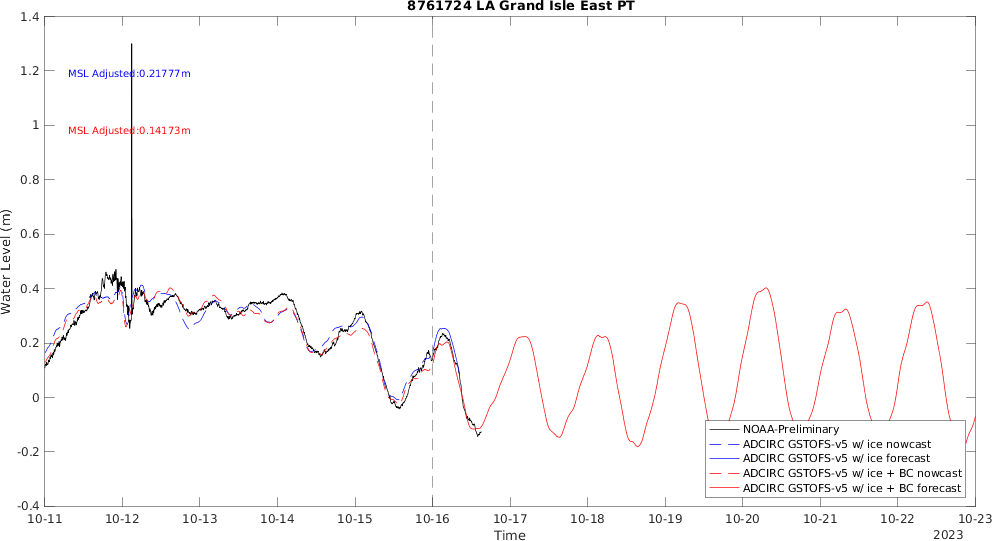 8761724 LA Grand Isle East PT
1.4
1.2
1
0.8
0.6
0.4
0.2
0
-0.2
-0.4
Water Level (m)
MSL Adjusted:0.21777m
MSL Adjusted:0.14173m
NOAA-Preliminary
ADCIRC GSTOFS-v5 w/ ice nowcast
ADCIRC GSTOFS-v5 w/ ice forecast
ADCIRC GSTOFS-v5 w/ ice + BC nowcast
ADCIRC GSTOFS-v5 w/ ice + BC forecast
10-11 10-12 10-13 10-14 10-15 10-16 10-17 10-18 10-19 10-20 10-21 10-22 10-23
Time
2023